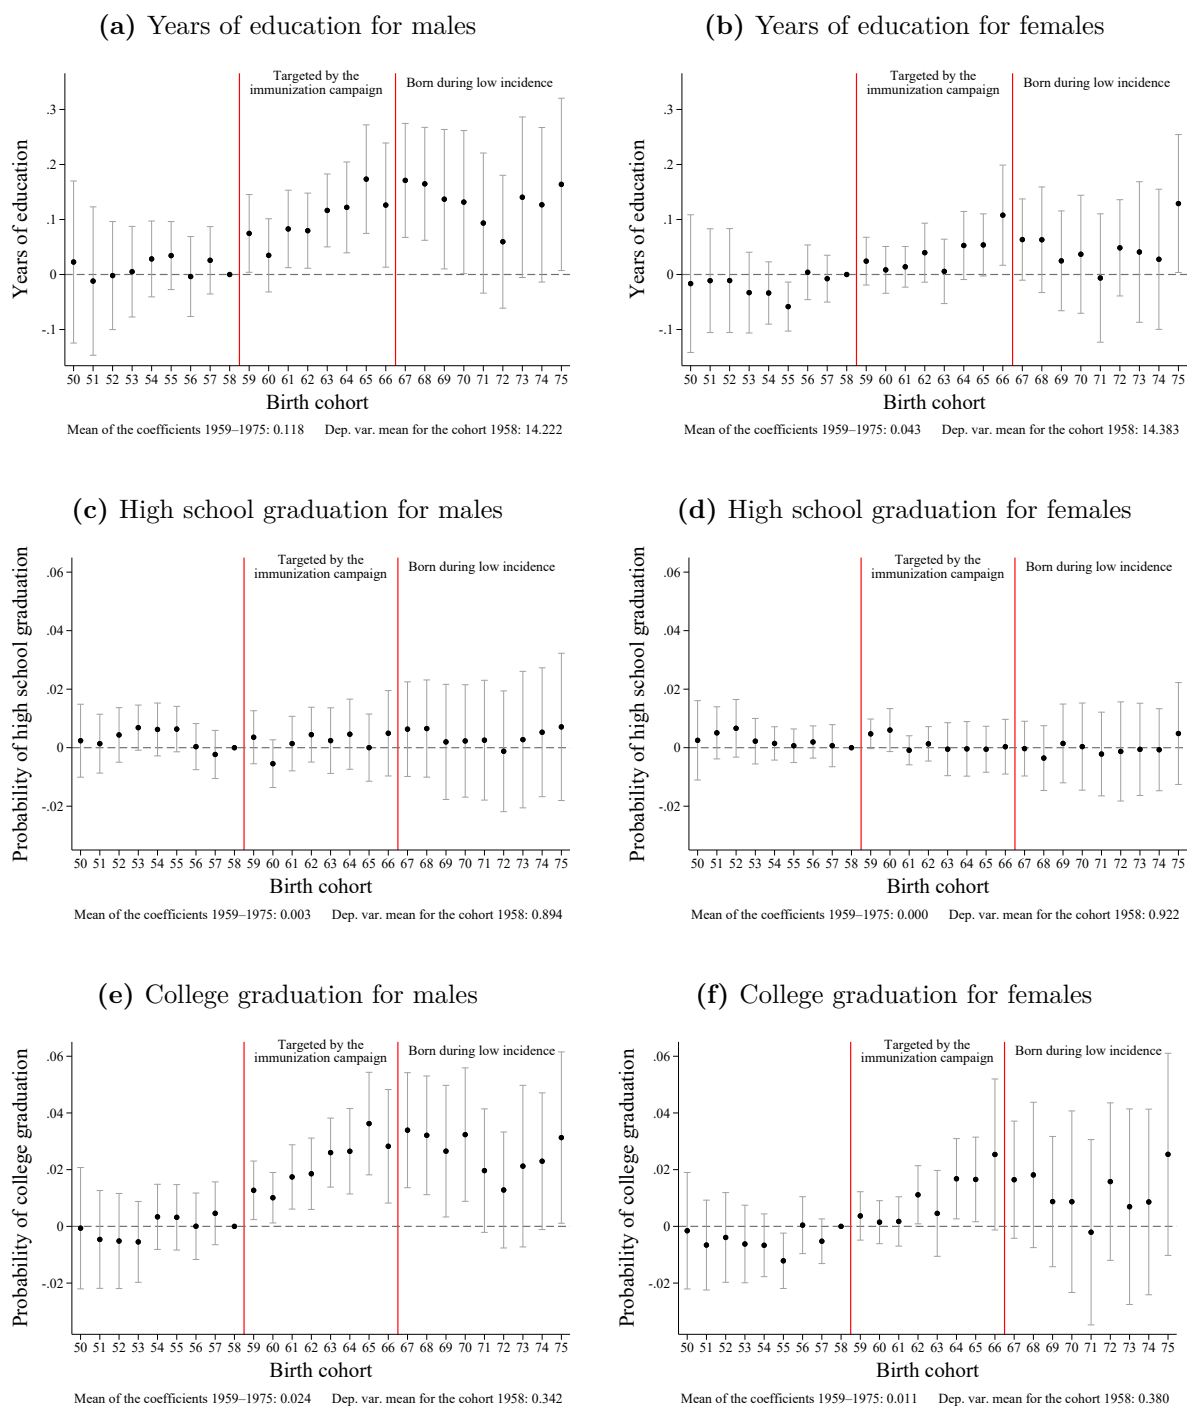 (a) Years of education for males
Targeted by the
immunization campaign
Born during low incidence
Years of education
.3
.2
.1
0
-.1
50 51 52 53 54 55 56 57 58 59 60 61 62 63 64 65 66 67 68 69 70 71 72 73 74 75
Birth cohort
Mean of the coefficients 1959–1975: 0.118 Dep. var. mean for the cohort 1958: 14.222
(b) Years of education for females
Targeted by the
immunization campaign
Born during low incidence
Years of education
.3
.2
.1
0
-.1
50 51 52 53 54 55 56 57 58 59 60 61 62 63 64 65 66 67 68 69 70 71 72 73 74 75
Birth cohort
Mean of the coefficients 1959–1975: 0.043 Dep. var. mean for the cohort 1958: 14.383
(c) High school graduation for males
Targeted by the
immunization campaign
Born during low incidence
Probability of high school graduation
.06
.04
.02
0
-.02
50 51 52 53 54 55 56 57 58 59 60 61 62 63 64 65 66 67 68 69 70 71 72 73 74 75
Birth cohort
Mean of the coefficients 1959–1975: 0.003 Dep. var. mean for the cohort 1958: 0.894
(d) High school graduation for females
Targeted by the
immunization campaign
Born during low incidence
Probability of high school graduation
.06
.04
.02
0
-.02
50 51 52 53 54 55 56 57 58 59 60 61 62 63 64 65 66 67 68 69 70 71 72 73 74 75
Birth cohort
Mean of the coefficients 1959–1975: 0.000 Dep. var. mean for the cohort 1958: 0.922
(e) College graduation for males
Targeted by the
immunization campaign
Born during low incidence
Probability of college graduation
.06
.04
.02
0
-.02
50 51 52 53 54 55 56 57 58 59 60 61 62 63 64 65 66 67 68 69 70 71 72 73 74 75
Birth cohort
Mean of the coefficients 1959–1975: 0.024 Dep. var. mean for the cohort 1958: 0.342
(f) College graduation for females
Targeted by the
immunization campaign
Born during low incidence
Probability of college graduation
.06
.04
.02
0
-.02
50 51 52 53 54 55 56 57 58 59 60 61 62 63 64 65 66 67 68 69 70 71 72 73 74 75
Birth cohort
Mean of the coefficients 1959–1975: 0.011 Dep. var. mean for the cohort 1958: 0.380